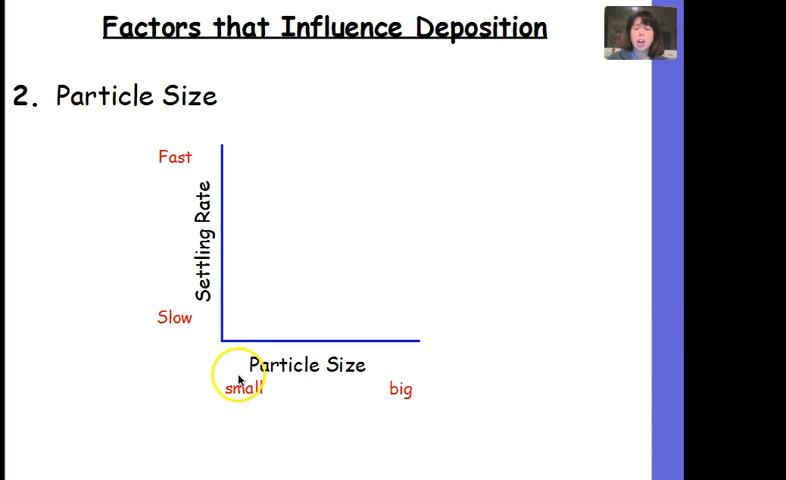 Factors that Influence Deposition
2. Particle Size
Fast
Settling Rate
Slow
Particle Size
small
big